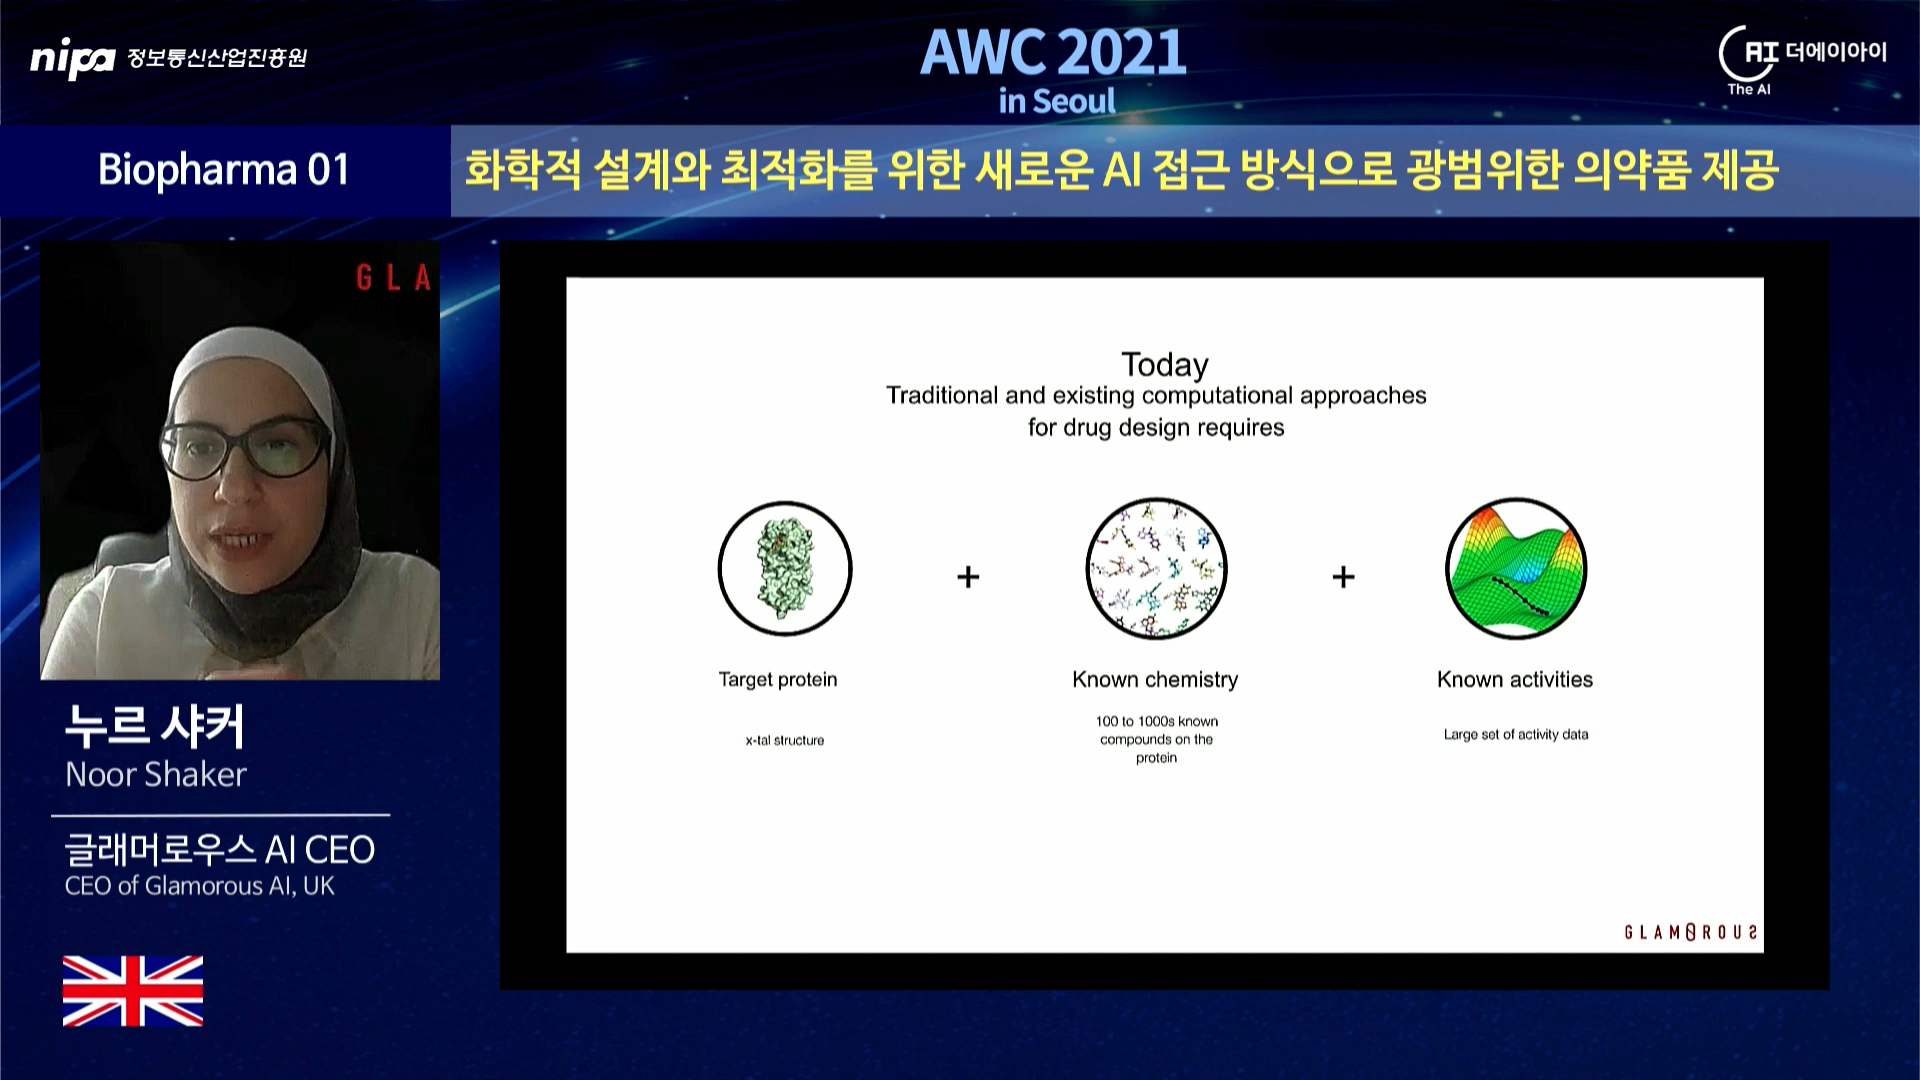 nipa 정보통신산업진흥원
AWC 2021
in Seoul
AI 더에이아이
The AI
Biopharma 01
화학적 설계와 최적화를 위한 새로운 AI 접근 방식으로 광범위한 의약품 제공
GLA
Today
Traditional and existing computational approaches
for drug design requires
+
+
Target protein
Known chemistry
Known activities
x-tal structure
100 to 1000s known
compounds on the
protein
Large set of activity data
GLAMOROUS
누르 샤커
Noor Shaker
글래머로우스 AI CEO
CEO of Glamorous AI, UK